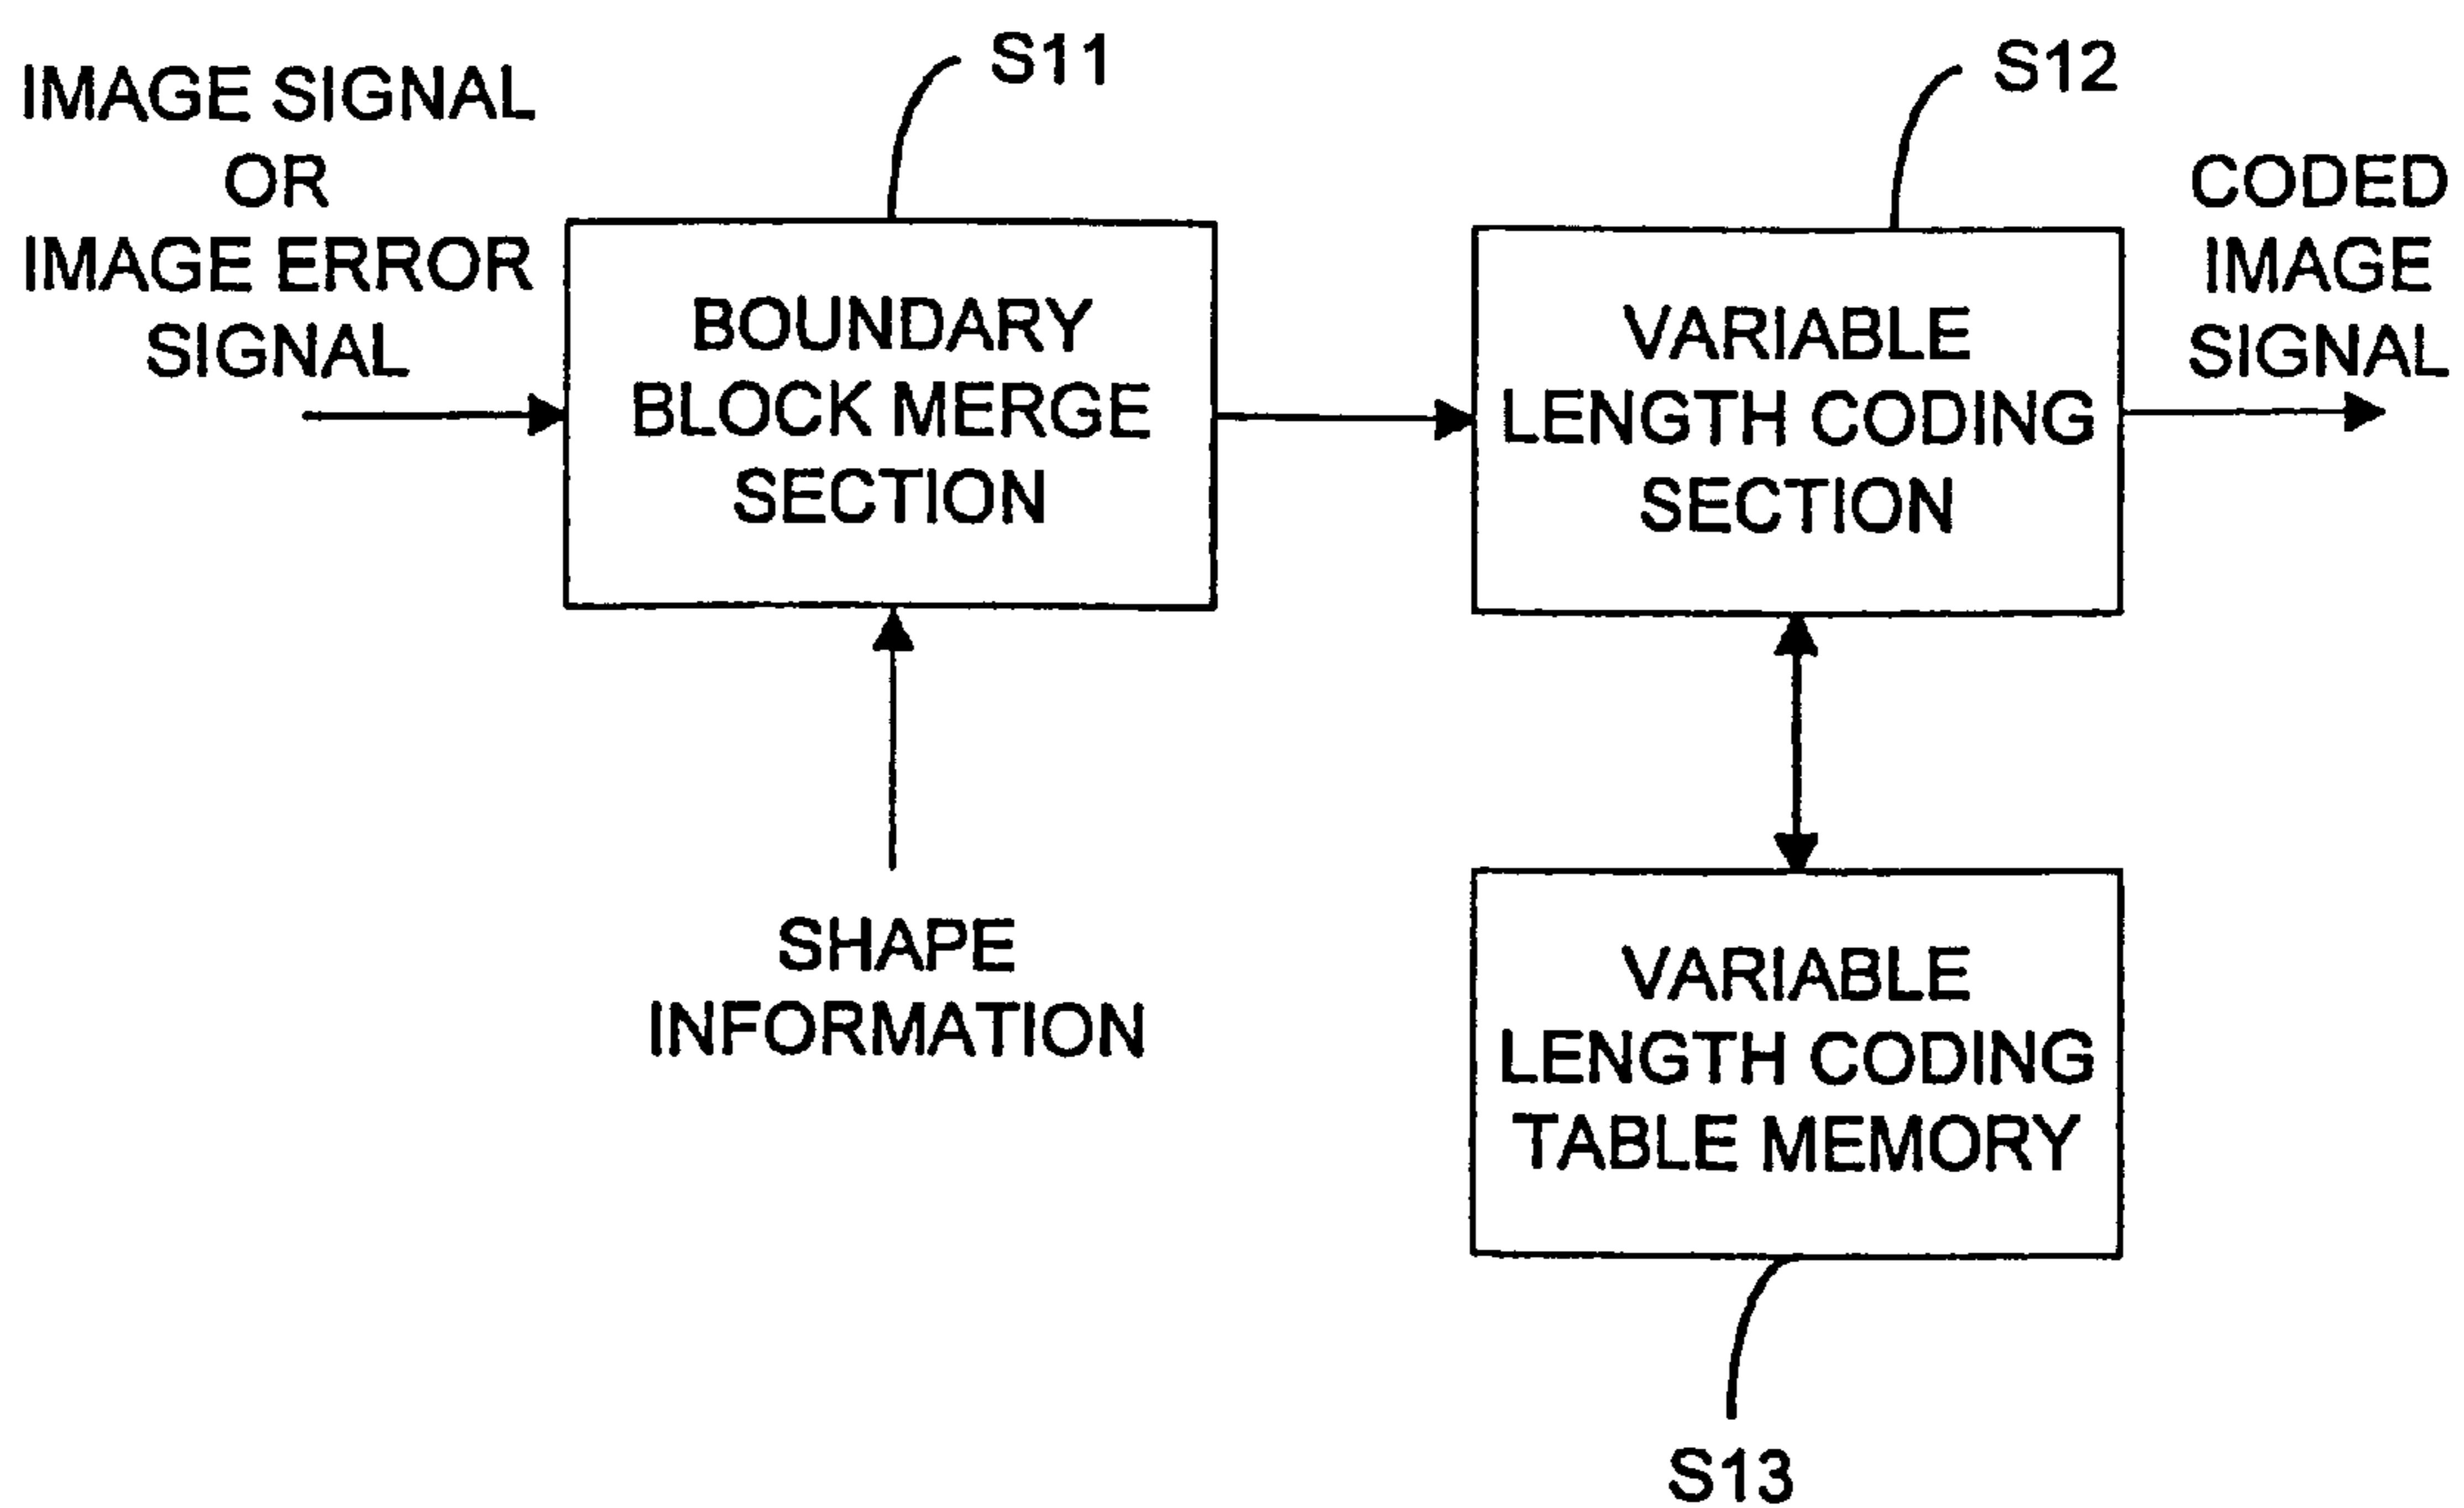 S11
S12
IMAGE SIGNAL
OR
IMAGE ERROR
SIGNAL
BOUNDARY
BLOCK MERGE
SECTION
VARIABLE
LENGTH CODING
SECTION
CODED
IMAGE
SIGNAL
SHAPE
INFORMATION
VARIABLE
LENGTH CODING
TABLE MEMORY
S13